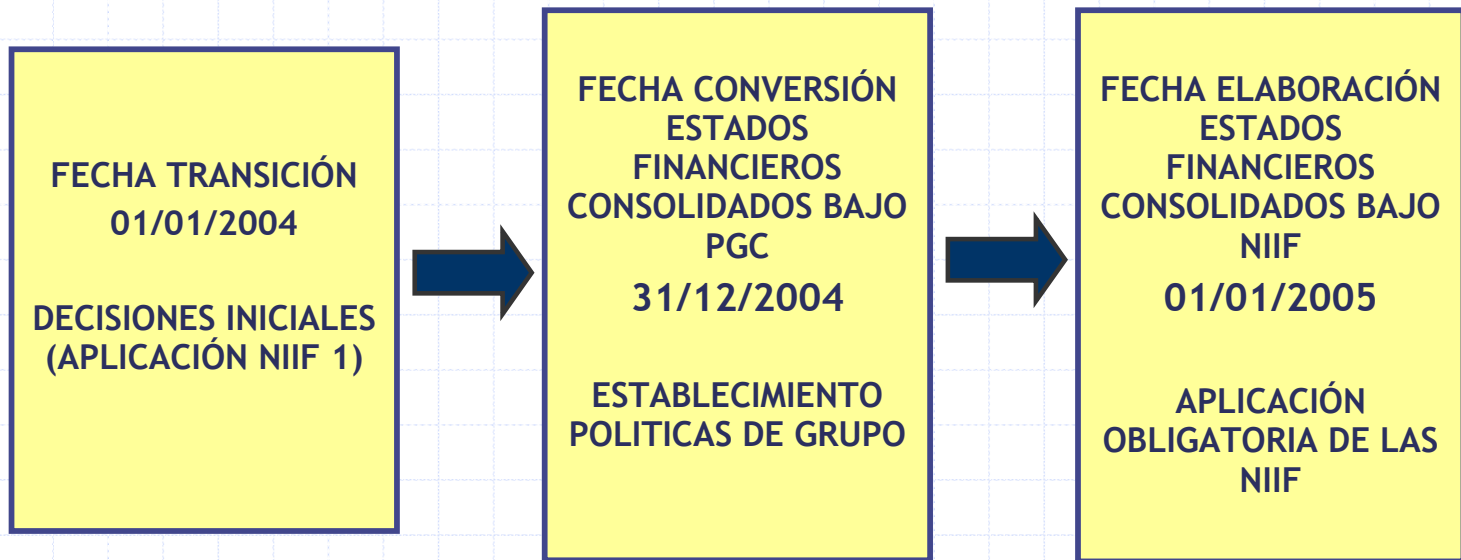 FECHA TRANSICIÓN
01/01/2004
DECISIONES INICIALES
(APLICACIÓN NIIF 1)
FECHA CONVERSIÓN
ESTADOS
FINANCIEROS
CONSOLIDADOS BAJO
PGC
31/12/2004
ESTABLECIMIENTO
POLITICAS DE GRUPO
FECHA ELABORACIÓN
ESTADOS
FINANCIEROS
CONSOLIDADOS BAJO
NIIF
01/01/2005
APLICACIÓN
OBLIGATORIA DE LAS
NIIF